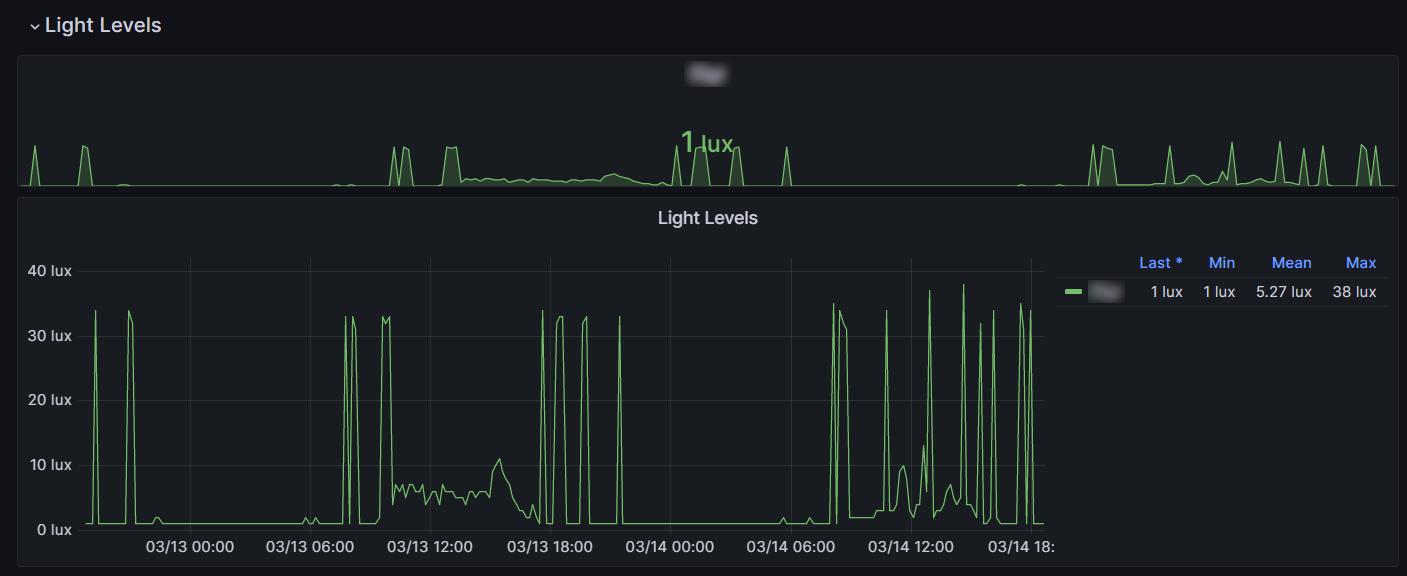 Light Levels
1 lux
Light Levels
40 lux
30 lux
20 lux
10 lux
0 lux
03/13 00:00 03/13 06:00 03/13 12:00 03/13 18:00 03/14 00:00 03/14 06:00 03/14 12:00 03/14 18:
Last * Min Mean Max
1 lux 1 lux 5.27 lux 38 lux